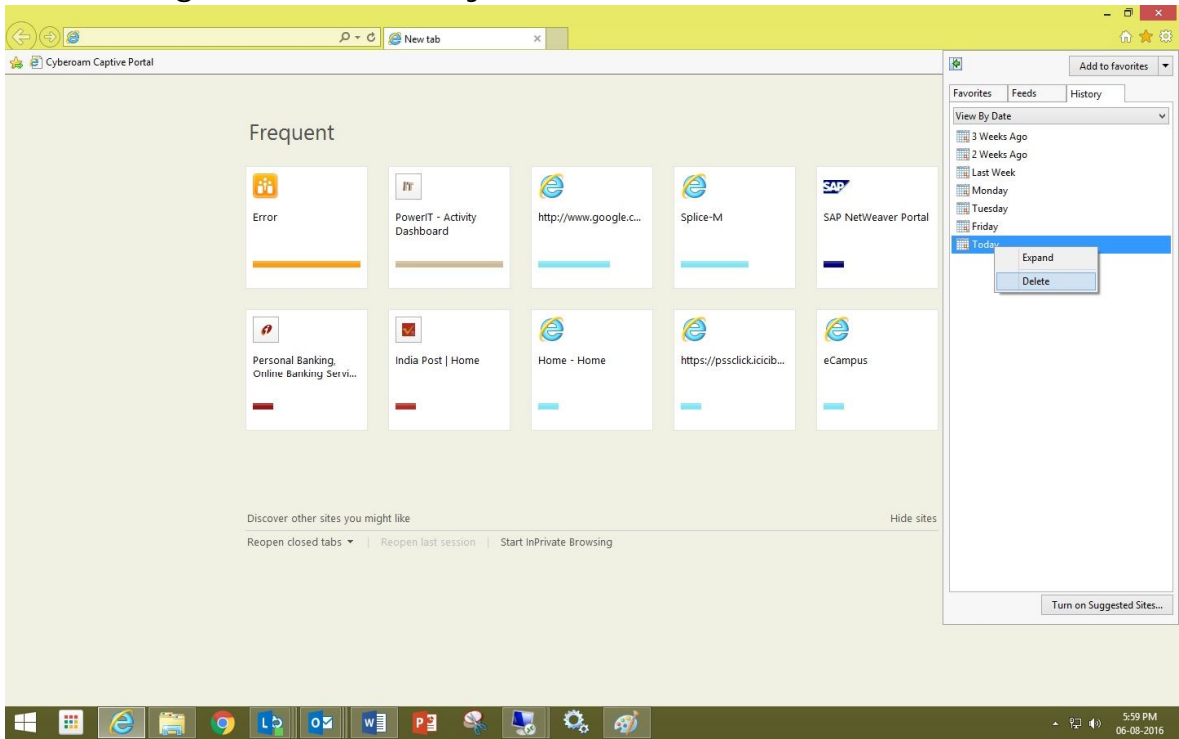 New tab
Cyberoam Captive Portal
Add to favorites
Favorites Feeds History
View By Date
3 Weeks Ago
2 Weeks Ago
Last Week
Monday
Tuesday
Friday
Today
Expand
Delete
Frequent
Error
PowerIT - Activity
Dashboard
http://www.google.c...
Splice-M
SAP
SAP NetWeaver Portal
Personal Banking,
Online Banking Servi...
India Post | Home
Home - Home
https://pssclick.icicib...
eCampus
Discover other sites you might like
Hide sites
Reopen closed tabs | Reopen last session | Start InPrivate Browsing
Turn on Suggested Sites...
5:59 PM
06-08-2016